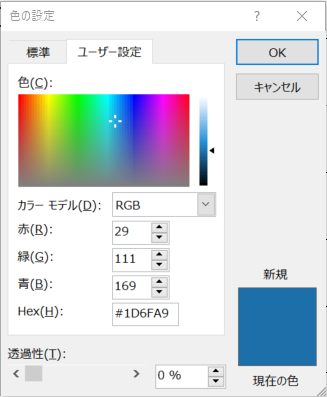 色の設定
?
×
標準
ユーザー設定
OK
キャンセル
色(C):
カラー モデル(D):
RGB
赤(R):
29
緑(G):
111
青(B):
169
Hex(H):
#1D6FA9
新規
現在の色
透過性(T):
0 %